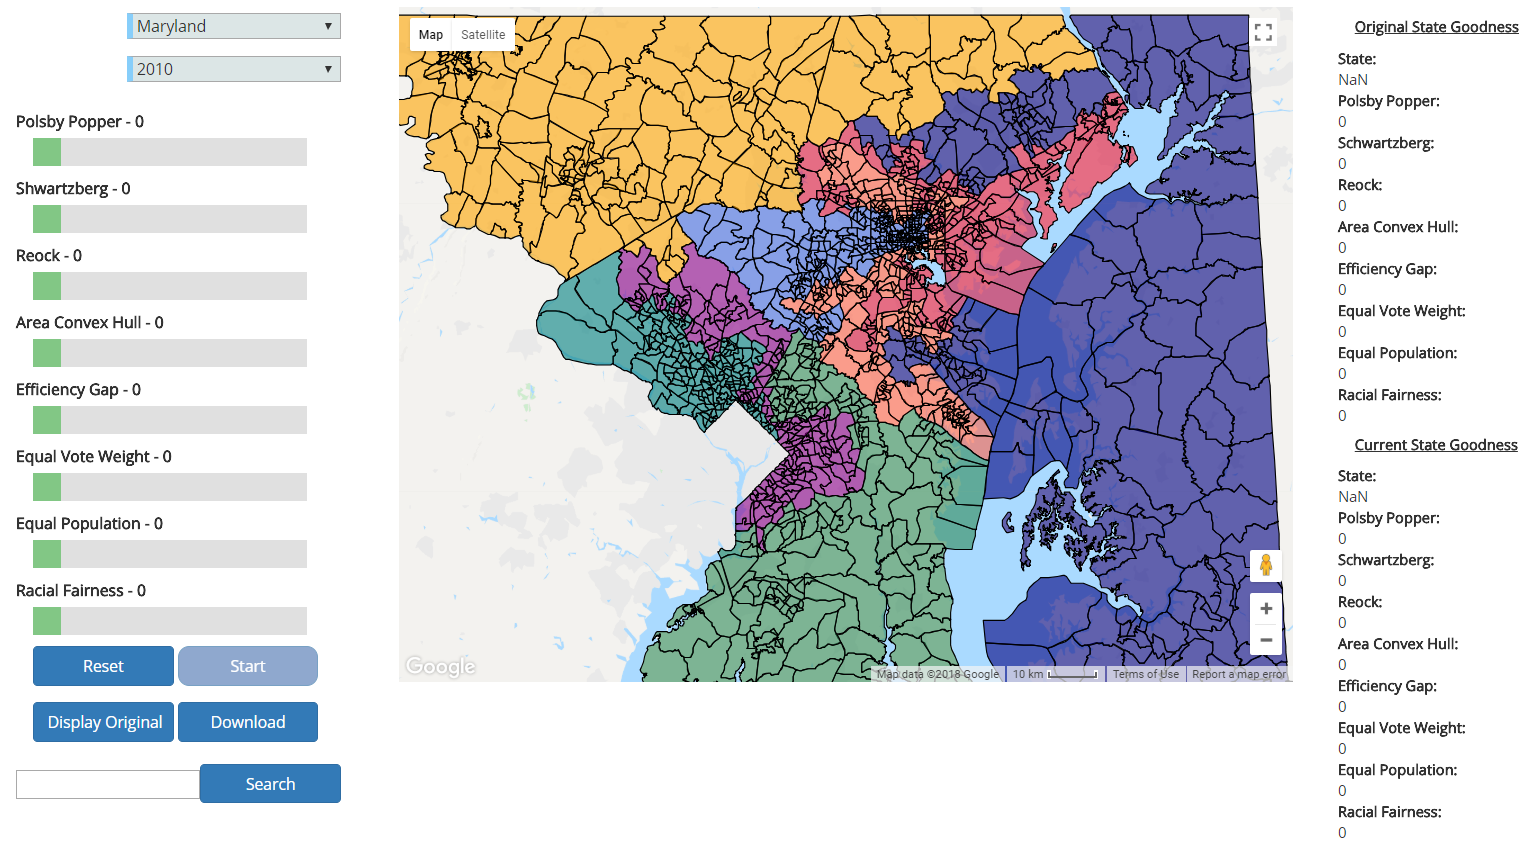 Maryland ▼
2010 ▼
Polsby Popper - 0
Shwartzberg - 0
Reock - 0
Area Convex Hull - 0
Efficiency Gap - 0
Equal Vote Weight - 0
Equal Population - 0
Racial Fairness - 0
Reset Start
Display Original Download
Search
Map Satellite
Google
Map data ©2018 Google 10 km Terms of Use Report a map error
Original State Goodness
State:
NaN
Polsby Popper:
0
Schwartzberg:
0
Reock:
0
Area Convex Hull:
0
Efficiency Gap:
0
Equal Vote Weight:
0
Equal Population:
0
Racial Fairness:
0
Current State Goodness
State:
NaN
Polsby Popper:
0
Schwartzberg:
0
Reock:
0
Area Convex Hull:
0
Efficiency Gap:
0
Equal Vote Weight:
0
Equal Population:
0
Racial Fairness:
0